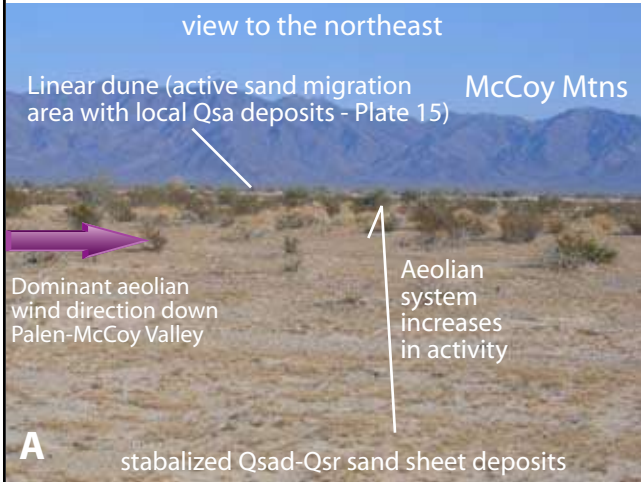 view to the northeast
Linear dune (active sand migration
area with local Qsa deposits - Plate 15)
McCoy Mtns
Dominant aeolian
wind direction down
Palen-McCoy Valley
Aeolian
system
increases
in activity
A
stabalized Qsad-Qsr sand sheet deposits